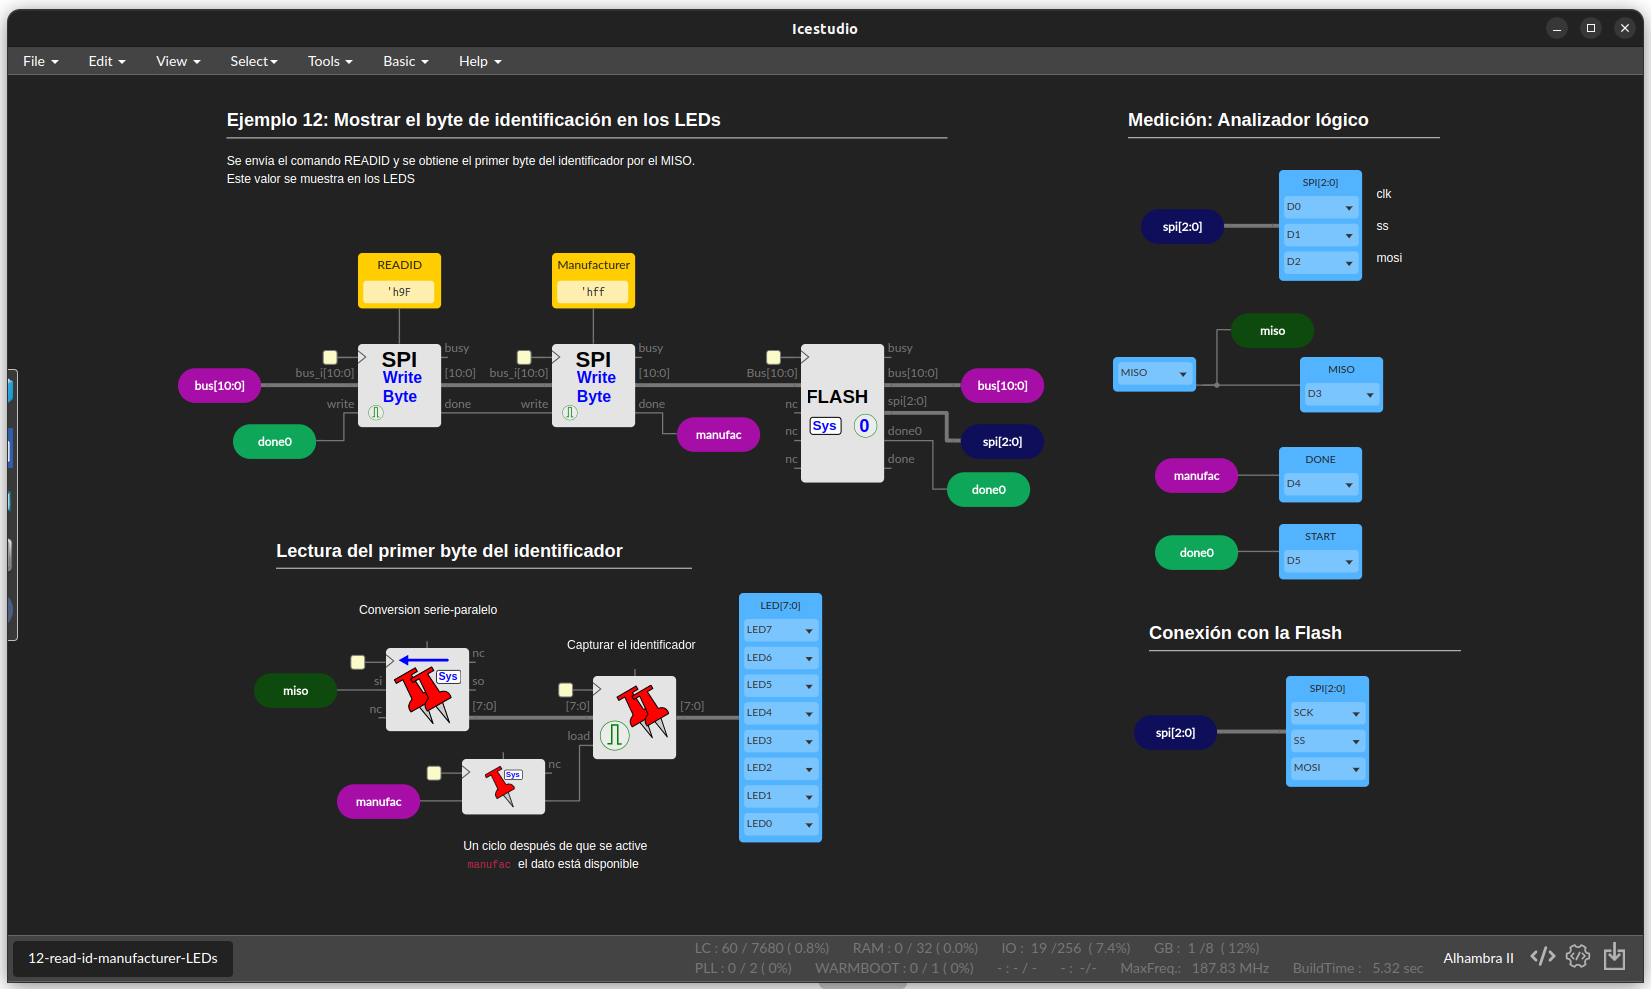 Icestudio
File Edit View Select Tools Basic Help
Ejemplo 12: Mostrar el byte de identificación en los LEDs
Se envía el comando READID y se obtiene el primer byte del identificador por el MISO.
Este valor se muestra en los LEDS
READID
'h9F
Manufacturer
'hff
bus[10:0]
bus_i[10:0]
write
SPI
Write
Byte
busy
[10:0]
done
bus_i[10:0]
write
SPI
Write
Byte
busy
[10:0]
done
done0
manufac
Bus[10:0]
nc
nc
nc
FLASH
Sys 0
busy
bus[10:0]
spi[2:0]
done0
done
bus[10:0]
spi[2:0]
done0
Lectura del primer byte del identificador
Conversion serie-paralelo
miso
si
nc
Sys
nc
so
[7:0]
Capturar el identificador
[7:0]
load
[7:0]
manufac
Sys
nc
Un ciclo después de que se active
manufac el dato está disponible
LED[7:0]
LED7
LED6
LED5
LED4
LED3
LED2
LED1
LED0
Medición: Analizador lógico
spi[2:0]
SPI[2:0]
D0
D1
D2
clk
ss
mosi
miso
MISO
MISO
D3
manufac
DONE
D4
done0
START
D5
Conexión con la Flash
spi[2:0]
SPI[2:0]
SCK
SS
MOSI
12-read-id-manufacturer-LEDs
LC : 60 / 7680 ( 0.8%) RAM : 0 / 32 ( 0.0%) IO : 19 /256 ( 7.4%) GB : 1 /8 ( 12%)
PLL : 0 / 2 ( 0%) WARMBOOT : 0 / 1 ( 0%) - : - / - - : -/- MaxFreq.: 187.83 MHz BuildTime : 5.32 sec
Alhambra II